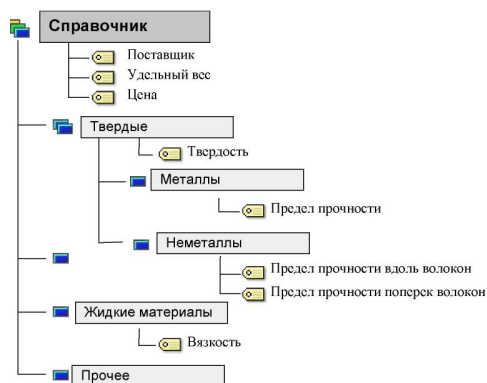 Справочник
Поставщик
Удельный вес
Цена
Твердые
Твердость
Металлы
Предел прочности
Неметаллы
Предел прочности вдоль волокон
Предел прочности поперек волокон
Жидкие материалы
Вязкость
Прочее